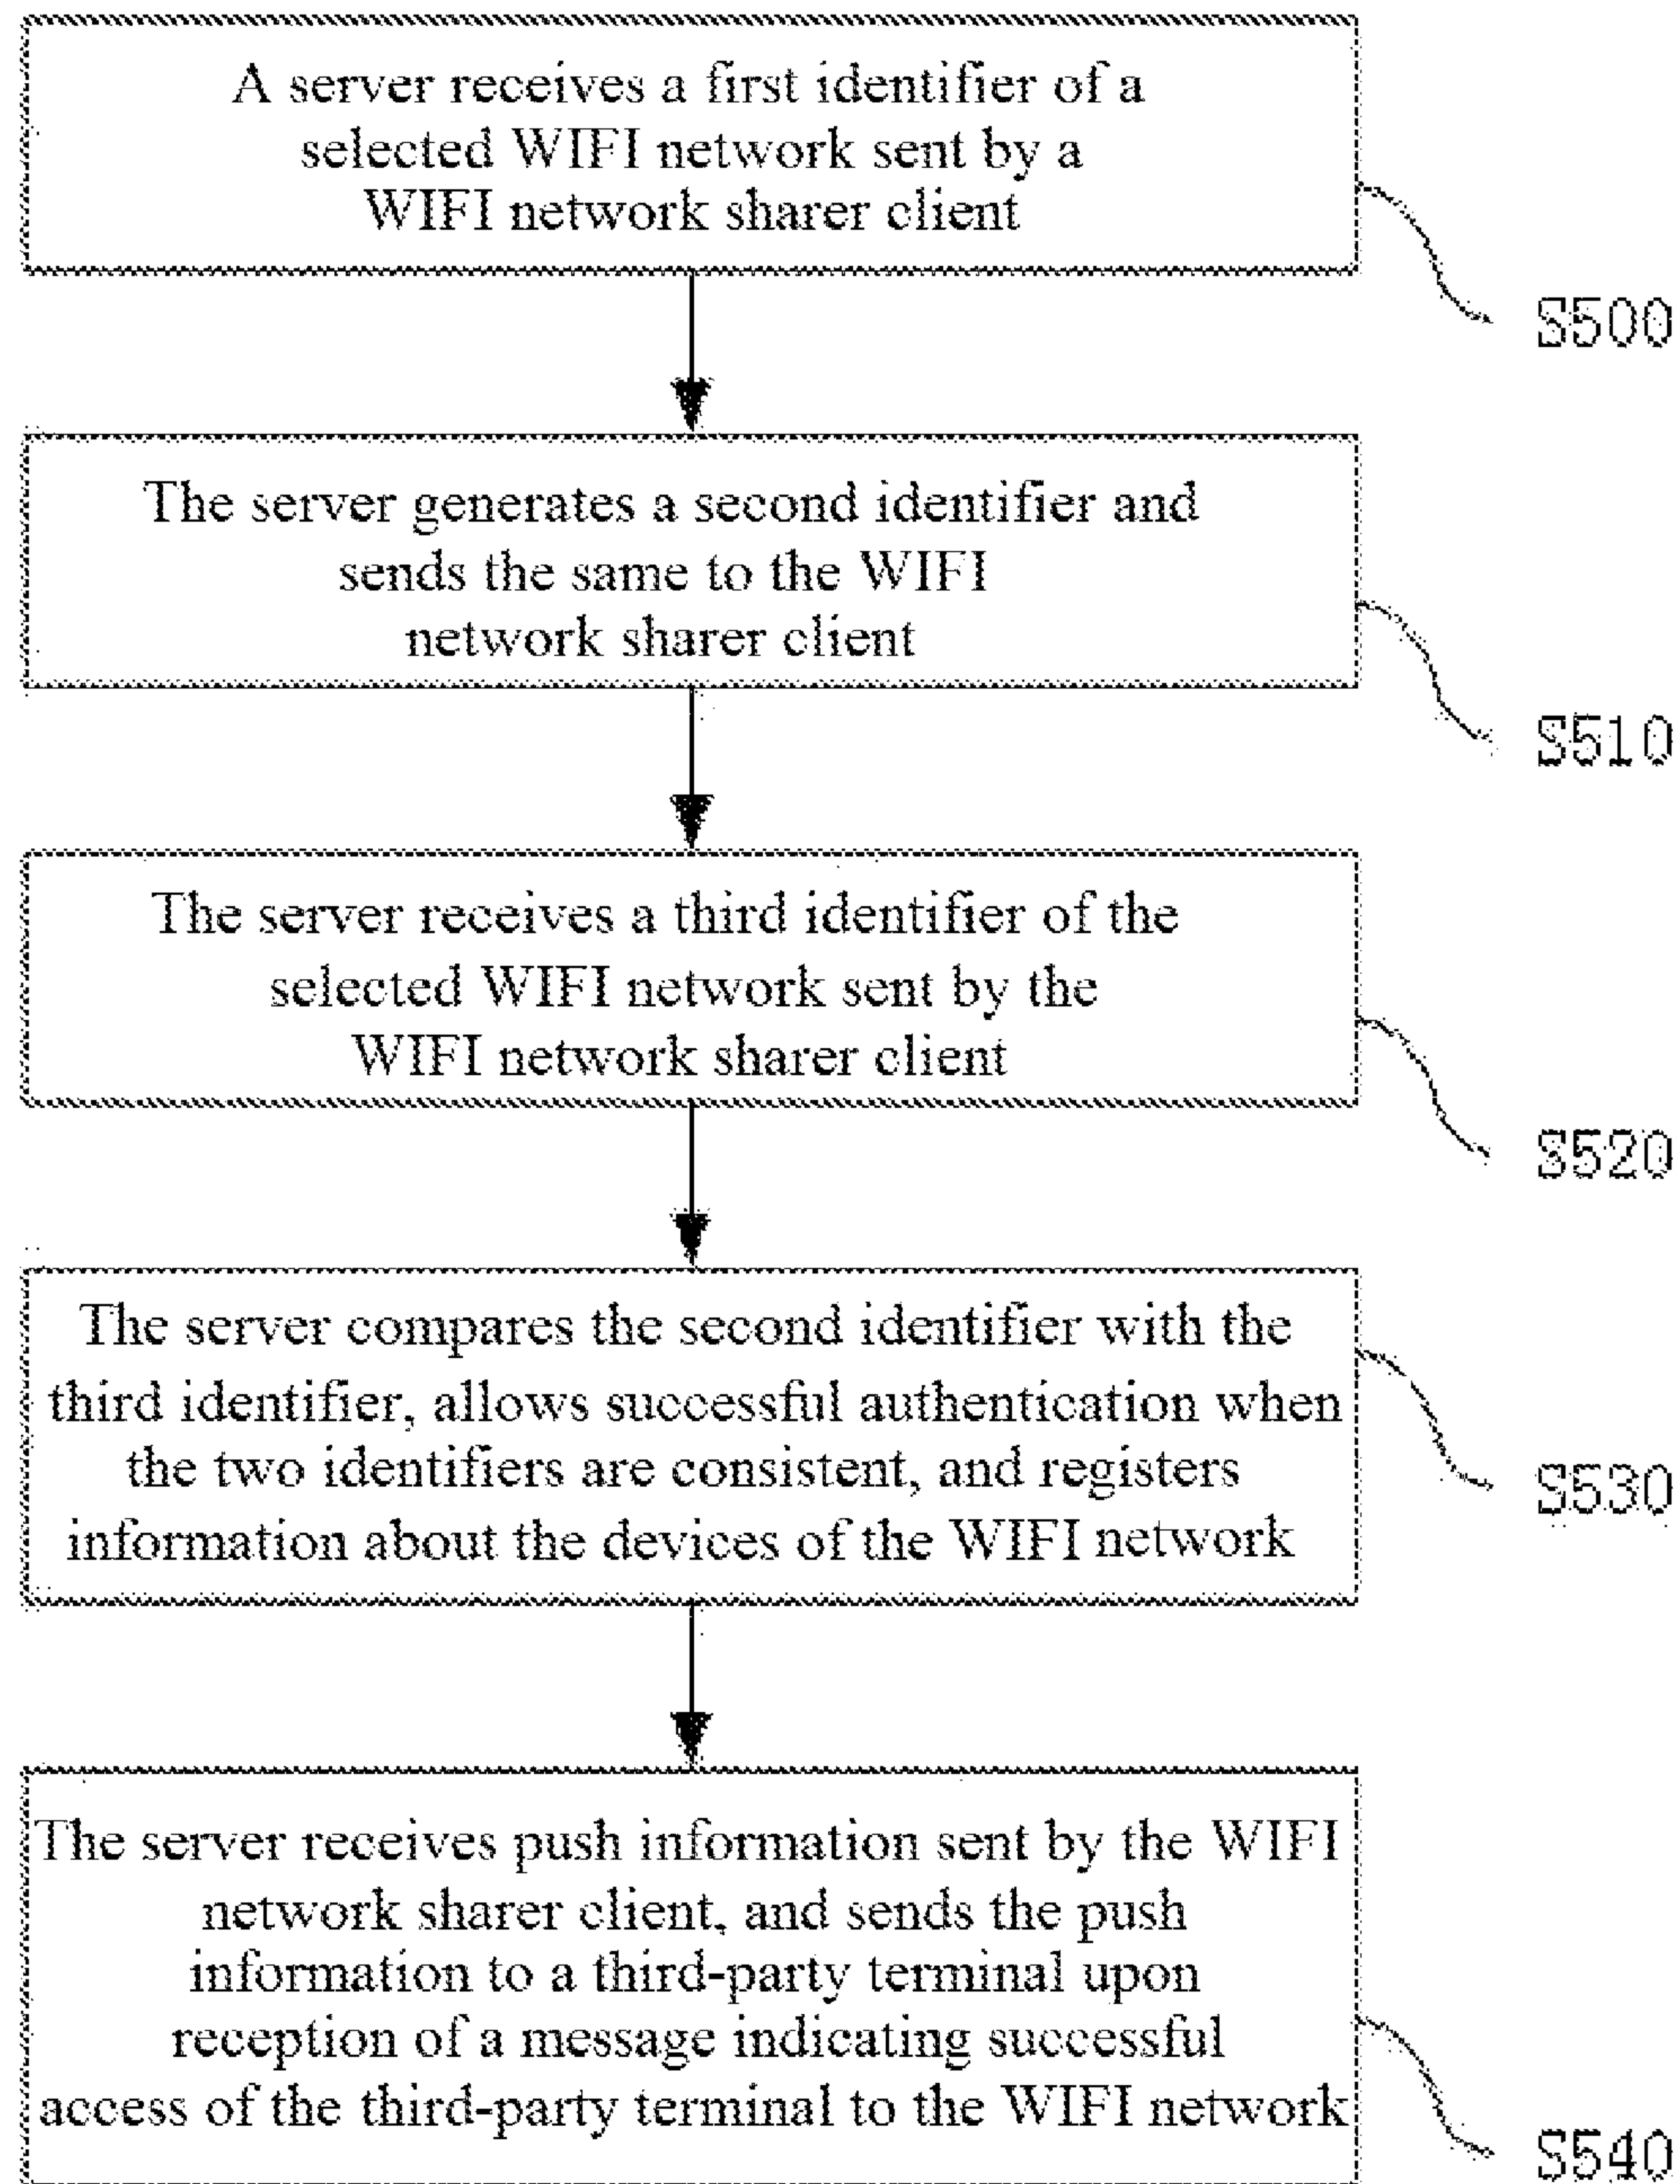 A server receives a first identifier of a
selected WIFI network sent by a
WIFI network sharer client
S500
The server generates a second identifier and
sends the same to the WIFI
network sharer client
S510
The server receives a third identifier of the
selected WIFI network sent by the
WIFI network sharer client
S520
The server compares the second identifier with the
third identifier, allows successful authentication when
the two identifiers are consistent, and registers
information about the devices of the WIFI network
S530
The server receives push information sent by the WIFI
network sharer client, and sends the push
information to a third-party terminal upon
reception of a message indicating successful
access of the third-party terminal to the WIFI network
S540